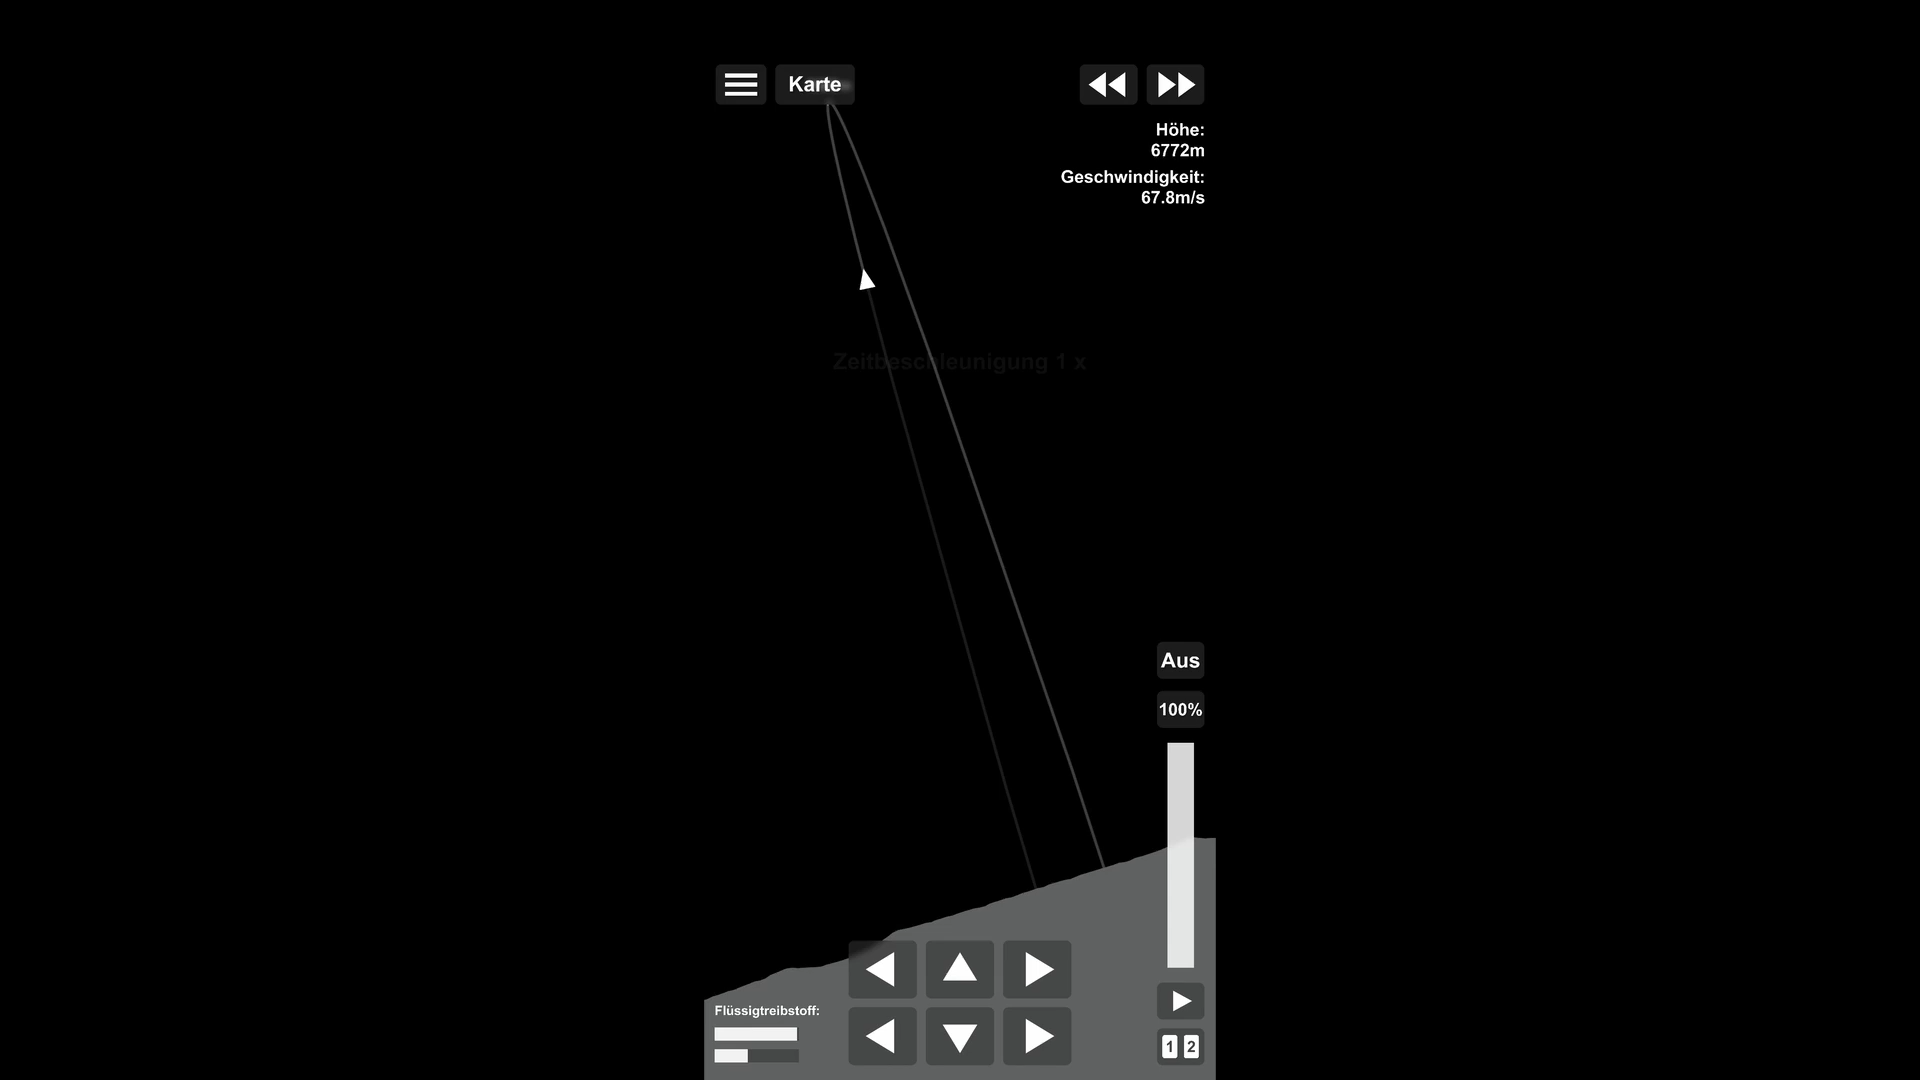 Karte
Höhe:
6772m
Geschwindigkeit:
67.8m/s
Zeitbeschleunigung 1 x
Aus
100%
Flüssigtreibstoff:
1 2